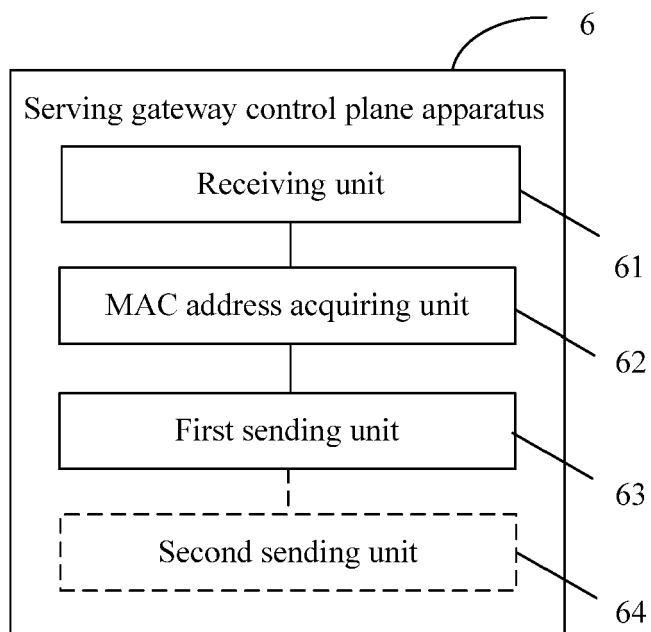 6
Serving gateway control plane apparatus
Receiving unit
61
MAC address acquiring unit
62
First sending unit
63
Second sending unit
64